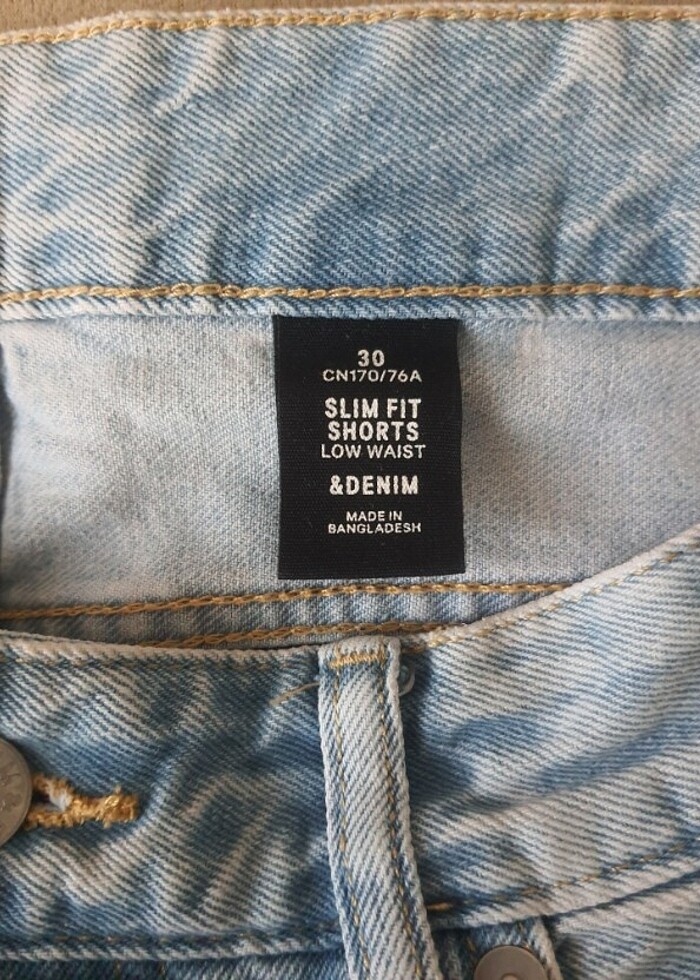 30
CN170/76A
SLIM FIT
SHORTS
LOW WAIST
&DENIM
MADE IN
BANGLADESH